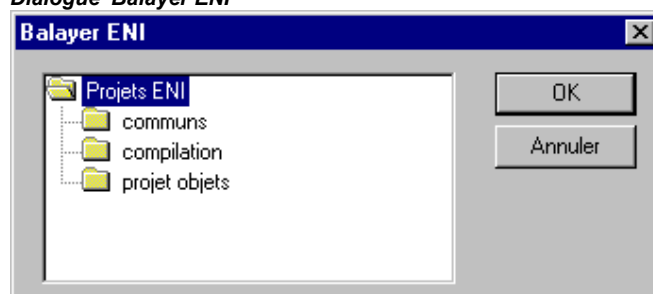 Dialogue 'Balayer ENI'
Balayer ENI
Projets ENI
OK
communs
compilation
Annuler
projet objets